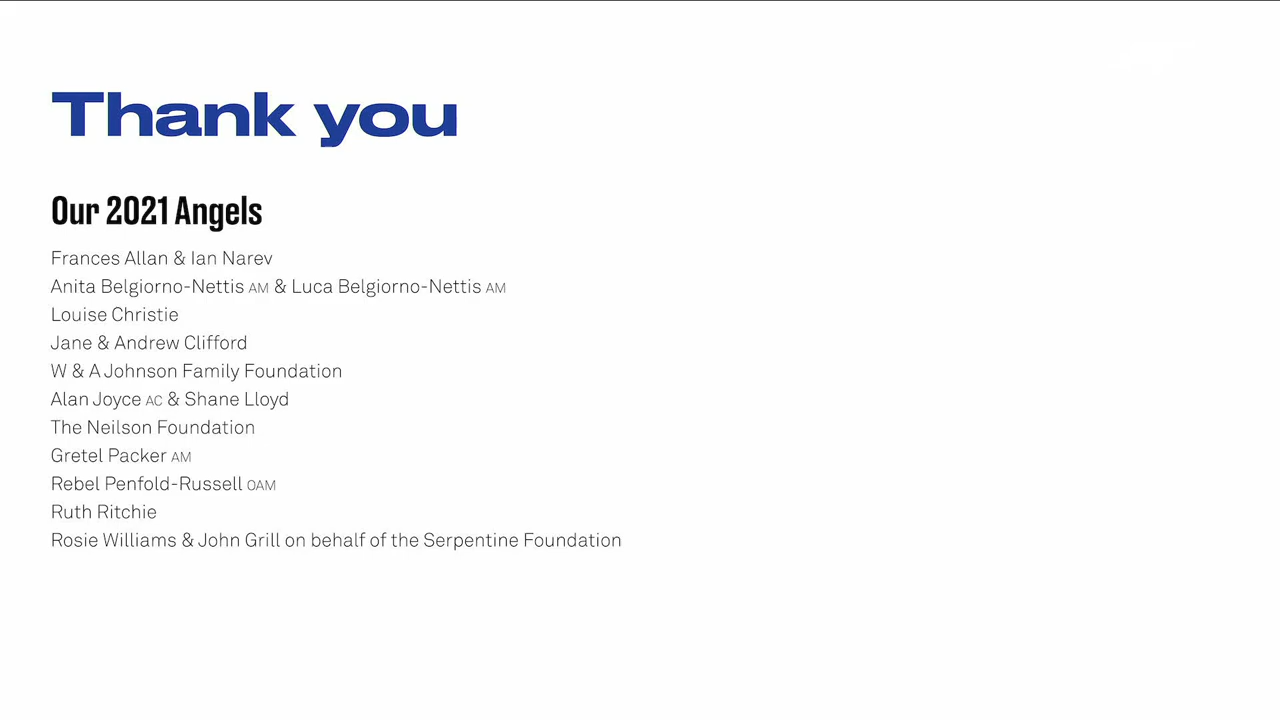 Thank you
Our 2021 Angels
Frances Allan & Ian Narev
Anita Belgiorno-Nettis AM & Luca Belgiorno-Nettis AM
Louise Christie
Jane & Andrew Clifford
W & A Johnson Family Foundation
Alan Joyce AC & Shane Lloyd
The Neilson Foundation
Gretel Packer AM
Rebel Penfold-Russell OAM
Ruth Ritchie
Rosie Williams & John Grill on behalf of the Serpentine Foundation